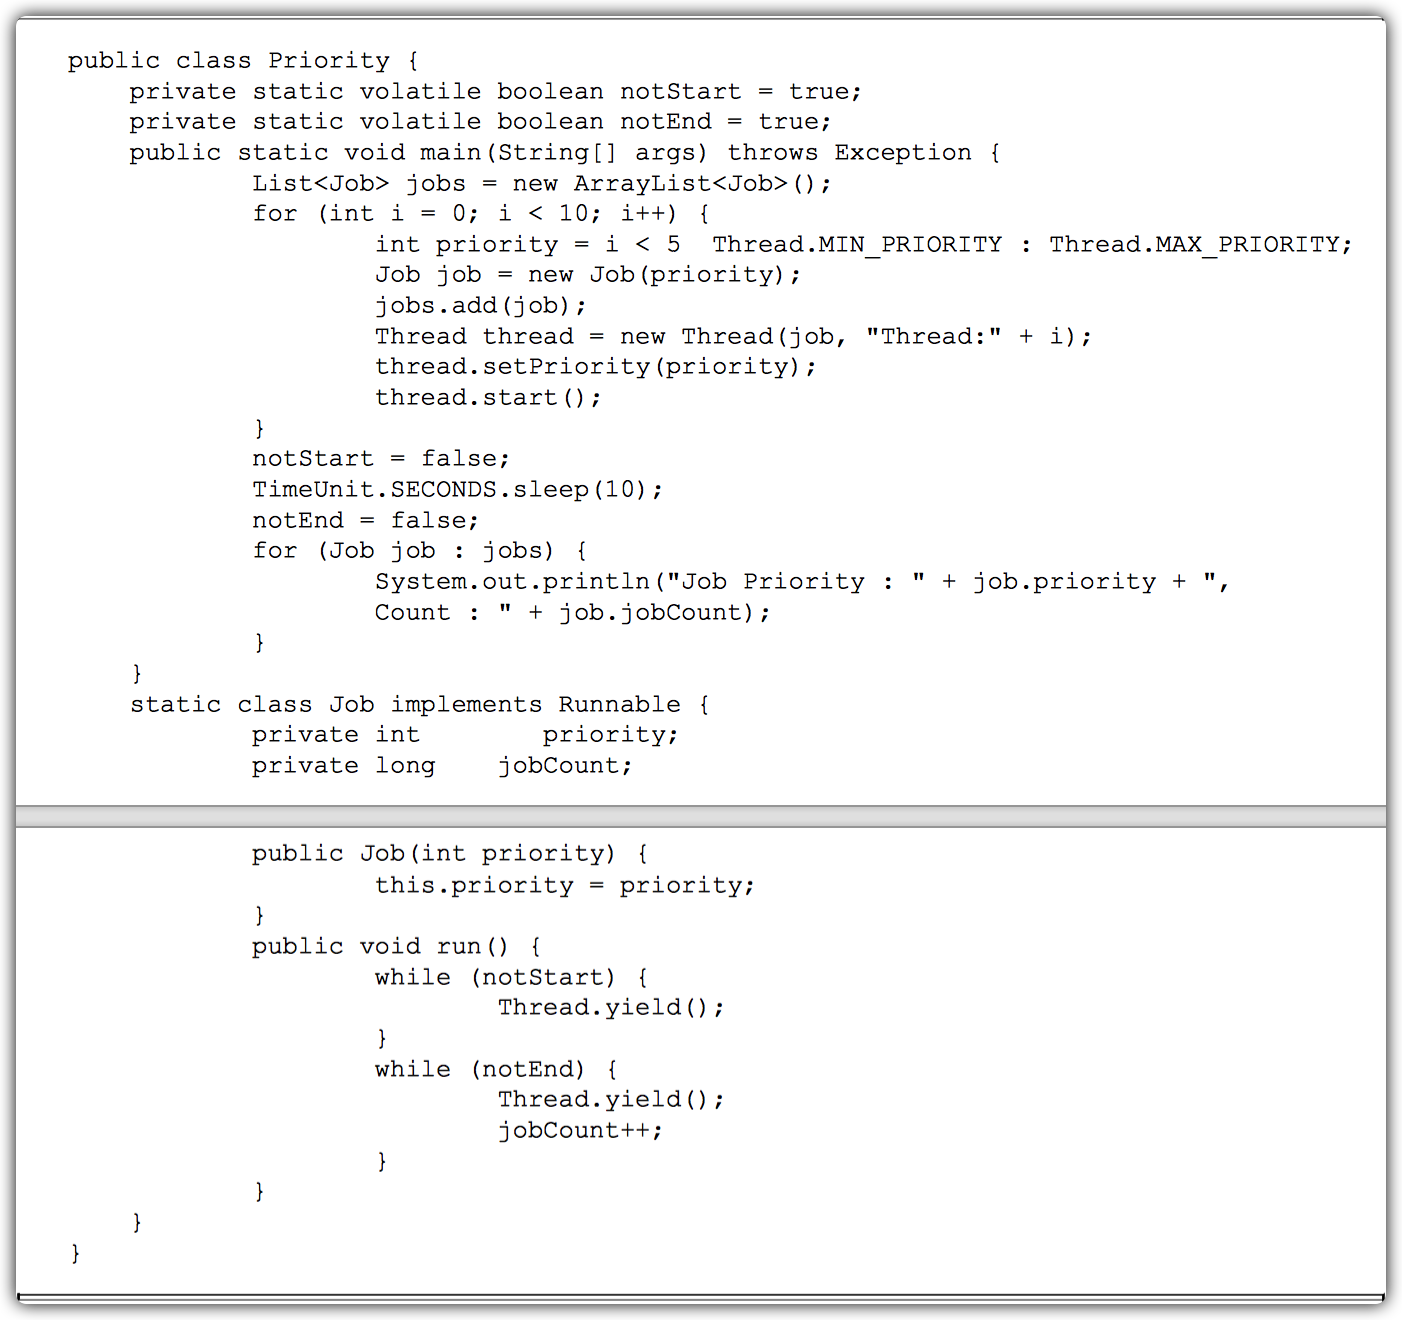 public class Priority {
private static volatile boolean notStart = true;
private static volatile boolean notEnd = true;
public static void main(String[] args) throws Exception {
List<Job> jobs = new ArrayList<Job>();
for (int i = 0; i < 10; i++) {
int priority = i < 5  Thread.MIN_PRIORITY : Thread.MAX_PRIORITY;
Job job = new Job(priority);
jobs.add(job);
Thread thread = new Thread(job, "Thread:" + i);
thread.setPriority(priority);
thread.start();
}
notStart = false;
TimeUnit.SECONDS.sleep(10);
notEnd = false;
for (Job job : jobs) {
System.out.println("Job Priority : " + job.priority + ",
Count : " + job.jobCount);
}
}
static class Job implements Runnable {
private int        priority;
private long    jobCount;
public Job(int priority) {
this.priority = priority;
}
public void run() {
while (notStart) {
Thread.yield();
}
while (notEnd) {
Thread.yield();
jobCount++;
}
}
}
}